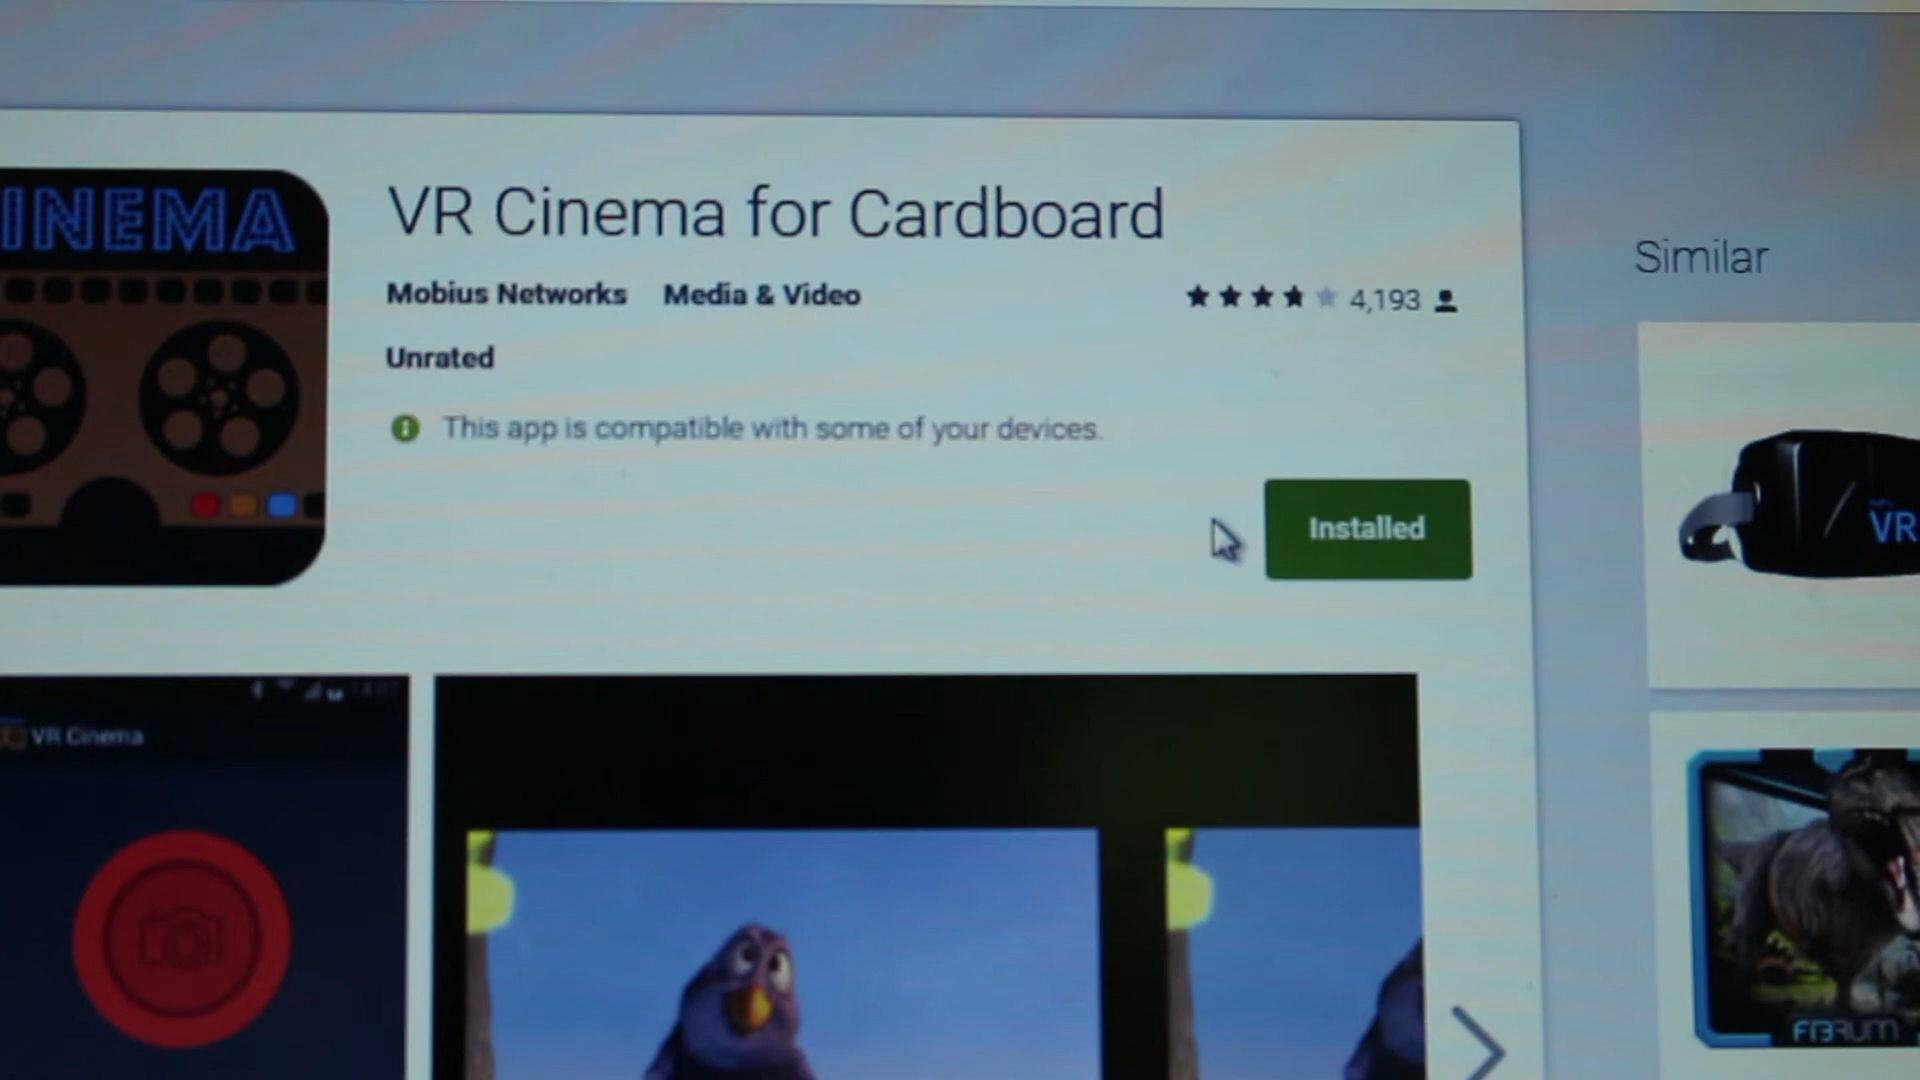 INEMA
VR Cinema for Cardboard
Mobius Networks Media & Video
4,193
Unrated
This app is compatible with some of your devices.
Installed
Similar
VR
VR Cinema
FIBRUM